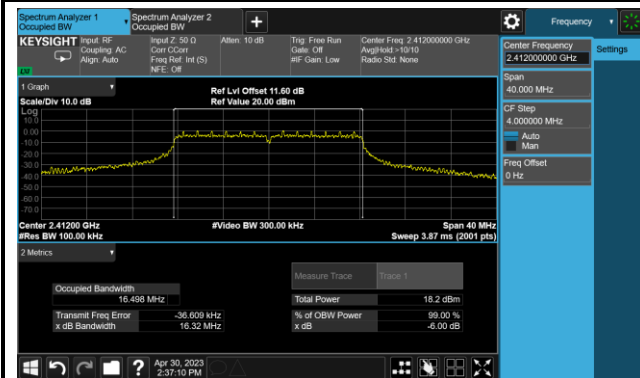 Spectrum Analyzer 1
Occupied BW
Spectrum Analyzer 2
Occupied BW
+
Frequency
KEYSIGHT
Input: RF
Coupling: AC
Align: Auto
Input Z: 50 Ω
Corr CCorr
Freq Ref: Int (S)
NFE: Off
Atten: 10 dB
Trig: Free Run
Gate: Off
#IF Gain: Low
Center Freq: 2.412000000 GHz
Avg|Hold:>10/10
Radio Std: None
Center Frequency
2.412000000 GHz
Settings
Span
40.000 MHz
CF Step
4.000000 MHz
Auto
Man
Freq Offset
0 Hz
1 Graph
Scale/Div 10.0 dB
Ref Lvl Offset 11.60 dB
Ref Value 20.00 dBm
Log
10.0
0.00
-10.0
-20.0
-30.0
-40.0
-50.0
-60.0
-70.0
Center 2.41200 GHz
#Res BW 100.00 kHz
#Video BW 300.00 kHz
Span 40 MHz
Sweep 3.87 ms (2001 pts)
2 Metrics
Measure Trace
Trace 1
Occupied Bandwidth
16.498 MHz
Total Power
18.2 dBm
Transmit Freq Error
-36.609 kHz
% of OBW Power
99.00 %
x dB Bandwidth
16.32 MHz
x dB
-6.00 dB
?
Apr 30, 2023
2:37:10 PM